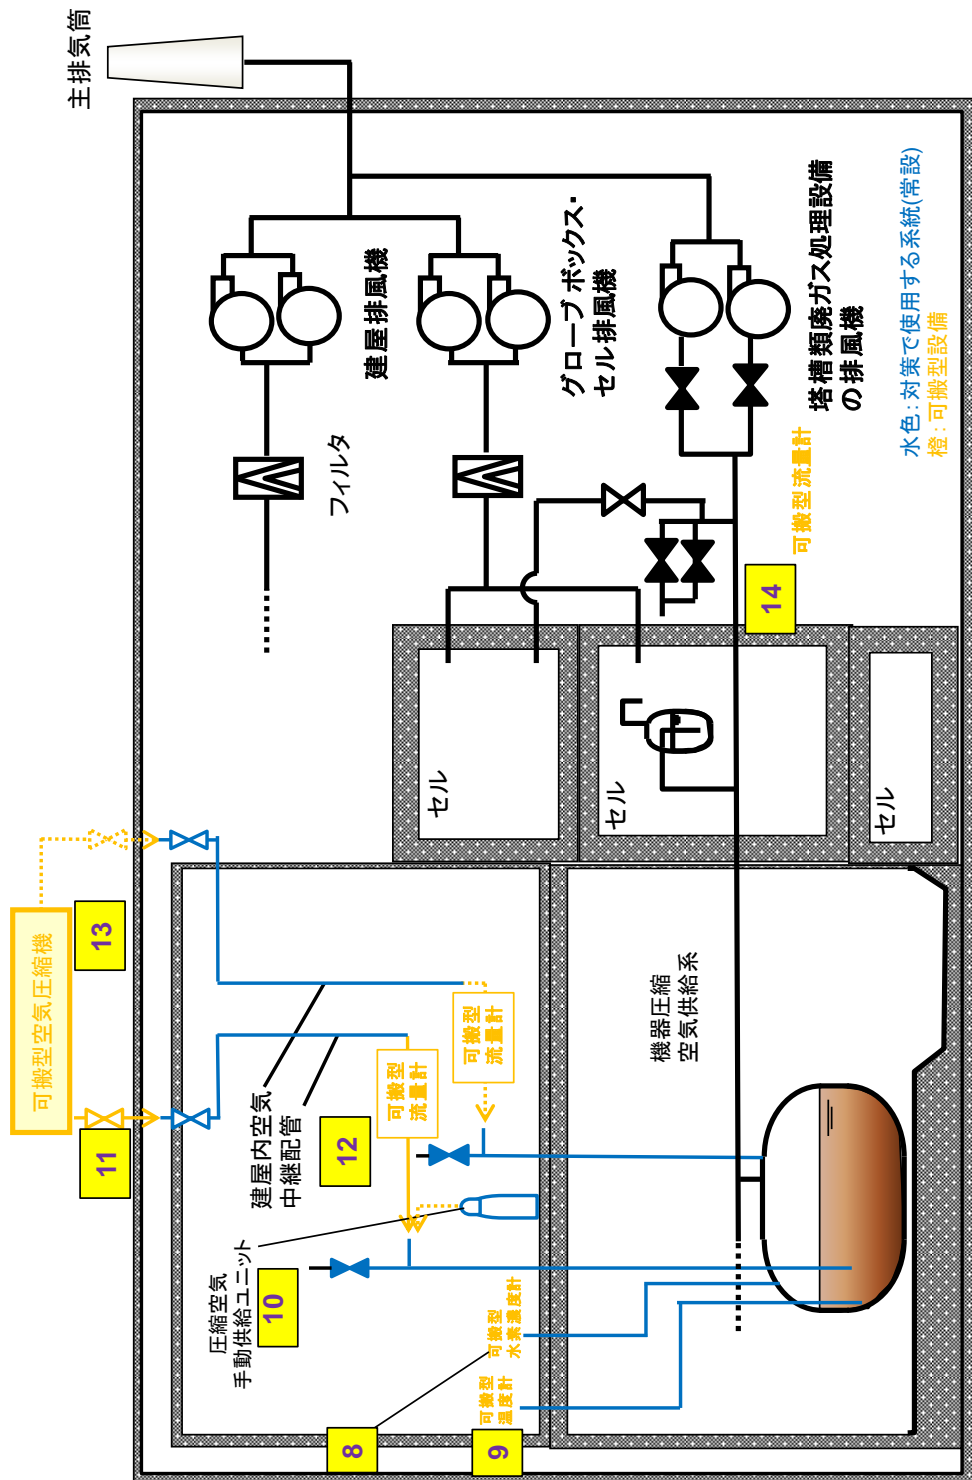 主排気筒
建屋排風機
グローブボックス・
セル排風機
塔槽類廃ガス処理設備
の排風機
水色：対策で使用する系統(常設)
橙：可搬型設備
フィルタ
可搬型流量計
14
セル
セル
セル
可搬型空気圧縮機
13
11
建屋内空気
中継配管
12
可搬型
流量計
可搬型
流量計
機器圧縮
空気供給系
圧縮空気
手動供給ユニット
10
可搬型
水素濃度計
可搬型
温度計
8
9